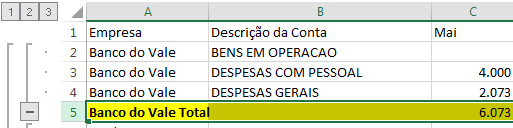 1 2 3 A B C
1 Empresa Descrição da Conta Mai
2 Banco do Vale BENS EM OPERACAO
3 Banco do Vale DESPESAS COM PESSOAL 4.000
4 Banco do Vale DESPESAS GERAIS 2.073
5 Banco do Vale Total 6.073